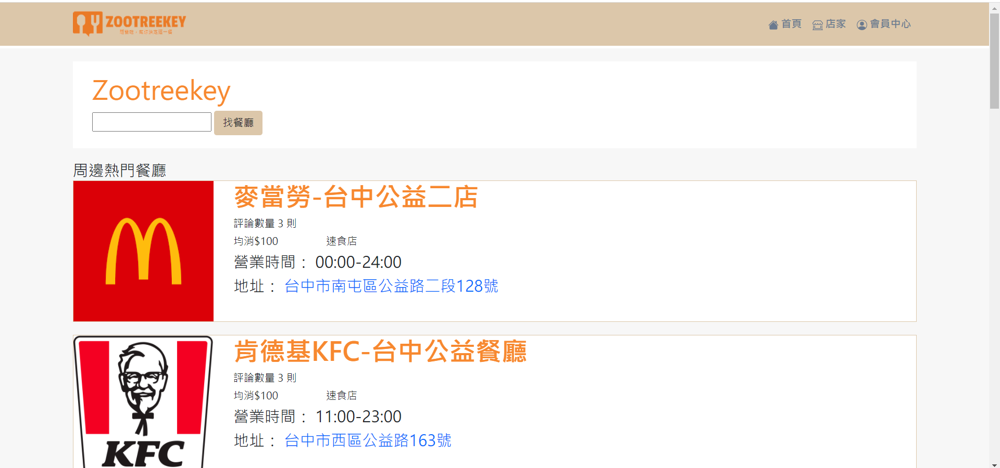 ZOOTREEKEY
首頁 店家 會員中心
Zootreekey
找餐廳
周邊熱門餐廳
麥當勞-台中公益二店
評論數量 3 則
均消$100 速食店
營業時間： 00:00-24:00
地址： 台中市南屯區公益路二段128號
肯德基KFC-台中公益餐廳
評論數量 3 則
均消$100 速食店
營業時間： 11:00-23:00
地址： 台中市西區公益路163號
KFC